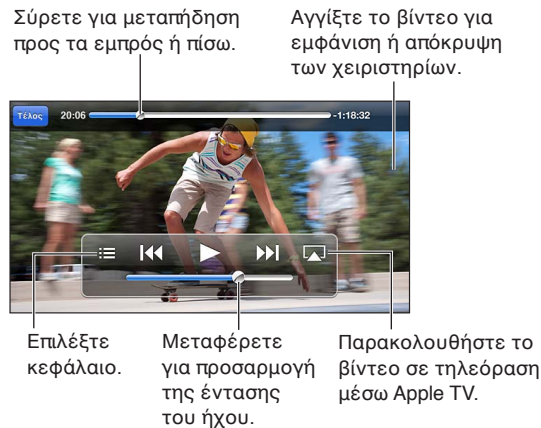 Σύρετε για μεταπήδηση
προς τα εμπρός ή πίσω.
Αγγίξτε το βίντεο για
εμφάνιση ή απόκρυψη
των χειριστηρίων.
Τέλος 20:06 -1:18:32
Επιλέξτε
κεφάλαιο.
Μεταφέρετε
για προσαρμογή
της έντασης
του ήχου.
Παρακολουθήστε το
βίντεο σε τηλεόραση
μέσω Apple TV.